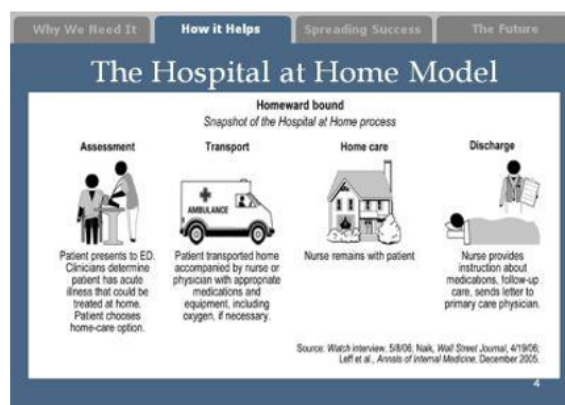 Why We Need It
How it Helps
Spreading Success
The Future
The Hospital at Home Model
Homeward bound
Snapshot of the Hospital at Home process
Assessment
Patient presents to ED.
Clinicians determine
patient has acute
illness that could be
treated at home.
Patient chooses
home-care option.
Transport
AMBULANCE
Patient transported home
accompanied by nurse or
physician with appropriate
medications and
equipment, including
oxygen, if necessary.
Home care
Nurse remains with patient
Discharge
Nurse provides
instruction about
medications, follow-up
care, sends letter to
primary care physician.
Source: Watch interview, 5/8/06; Naik, Wall Street Journal, 4/19/06;
Leff et al., Annals of Internal Medicine, December 2005.
4